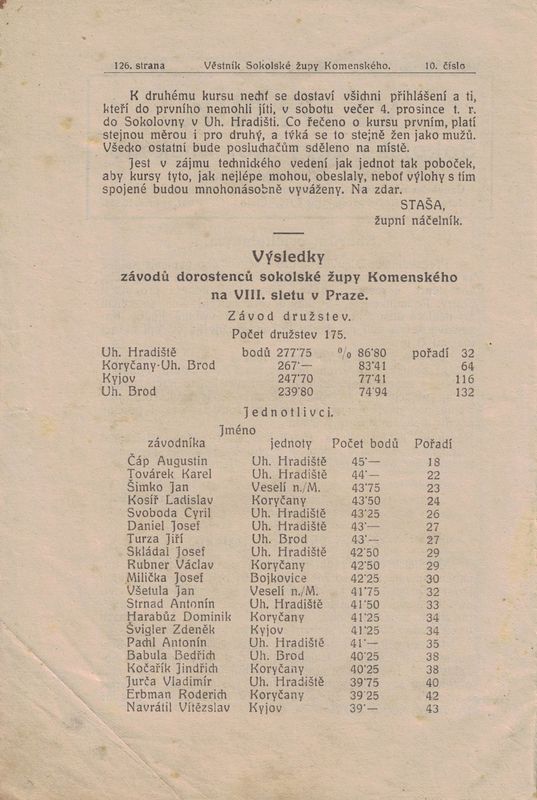 126. strana Věstník Sokolské župy Komenského. 10. číslo
K druhému kursu nechť se dostaví všichni přihlášení a ti,
kteří do prvního nemohli jíti, v sobotu večer 4. prosince t. r.
do Sokolovny v Uh. Hradišti. Co řečeno o kursu prvním, platí
stejnou měrou i pro druhý, a týká se to stejně žen jako mužů.
Všecko ostatní bude posluchačům sděleno na místě.
Jest v zájmu technického vedení jak jednot tak poboček,
aby kursy tyto, jak nejlépe mohou, obeslaly, neboť výlohy s tím
spojené budou mnohonásobně vyváženy. Na zdar.
STAŠA,
župní náčelník.
Výsledky
závodů dorostenců sokolské župy Komenského
na VIII. sletu v Praze.
Závod družstev.
Počet družstev 175.
Uh. Hradiště bodů 277'75 % 86'80 pořadí 32
Koryčany-Uh. Brod 267'— 83'41 64
Kyjov 247'70 77'41 116
Uh. Brod 239'80 74'94 132
Jednotlivci.
Jméno
závodníka jednoty Počet bodů Pořadí
Čáp Augustin Uh. Hradiště 45'— 18
Továrek Karel Uh. Hradiště 44'— 22
Šimko Jan Veselí n./M. 43'75 23
Kosíř Ladislav Koryčany 43'50 24
Svoboda Cyril Uh. Hradiště 43'25 26
Daniel Josef Uh. Hradiště 43'— 27
Turza Jiří Uh. Brod 43'— 27
Skládal Josef Uh. Hradiště 42'50 29
Rubner Václav Koryčany 42'50 29
Milička Josef Bojkovice 42'25 30
Všetula Jan Veselí n./M. 41'75 32
Strnad Antonín Uh. Hradiště 41'50 33
Harabůz Dominik Koryčany 41'25 34
Švigler Zdeněk Kyjov 41'25 34
Pachl Antonín Uh. Hradiště 41'— 35
Babula Bedřich Uh. Brod 40'25 38
Kočařík Jindřich Koryčany 40'25 38
Jurča Vladimír Uh. Hradiště 39'75 40
Erbman Roderich Koryčany 39'25 42
Navrátil Vítězslav Kyjov 39'— 43